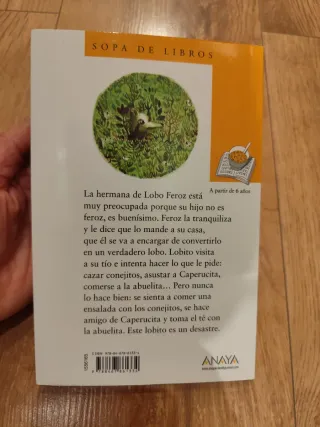 SOPA DE LIBROS
A partir de 6 años
La hermana de Lobo Feroz está
muy preocupada porque su hijo no es
feroz, es buenísimo. Feroz la tranquiliza
y le dice que lo mande a su casa,
que él se va a encargar de convertirlo
en un verdadero lobo. Lobito visita
a su tío e intenta hacer lo que le pide:
cazar conejitos, asustar a Caperucita,
comerse a la abuelita… Pero nunca
lo hace bien: se sienta a comer una
ensalada con los conejitos, se hace
amigo de Caperucita y toma el té con
la abuelita. Este lobito es un desastre.
ANAYA